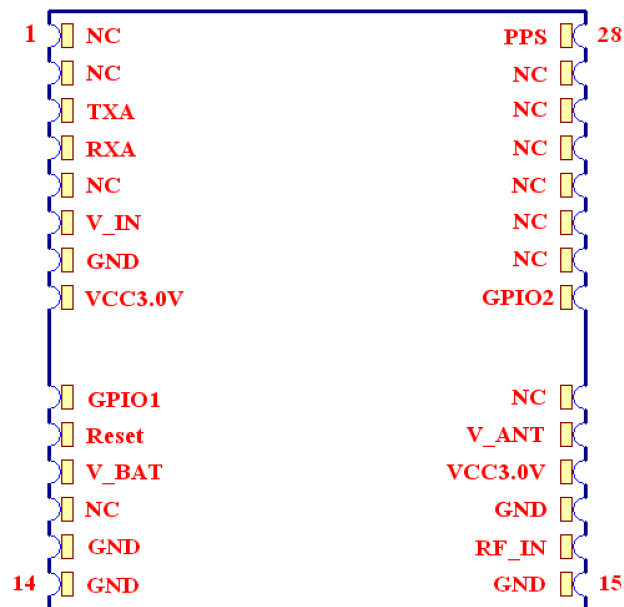 1 NC PPS 28
NC NC
TXA NC
RXA NC
NC NC
V_IN NC
GND NC
VCC3.0V GPIO2
GPIO1 NC
Reset V_ANT
V_BAT VCC3.0V
NC GND
GND RF_IN
14 GND GND 15